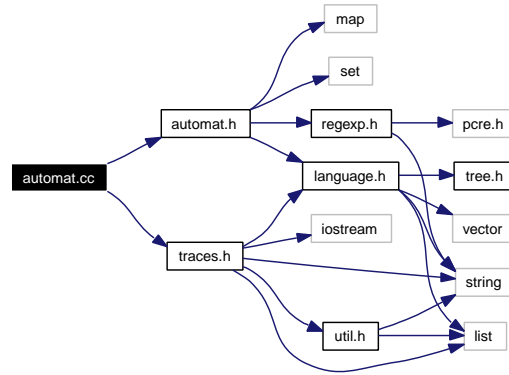 map
set
automat.h
regexp.h
pcre.h
automat.cc
language.h
tree.h
iostream
vector
traces.h
string
util.h
list